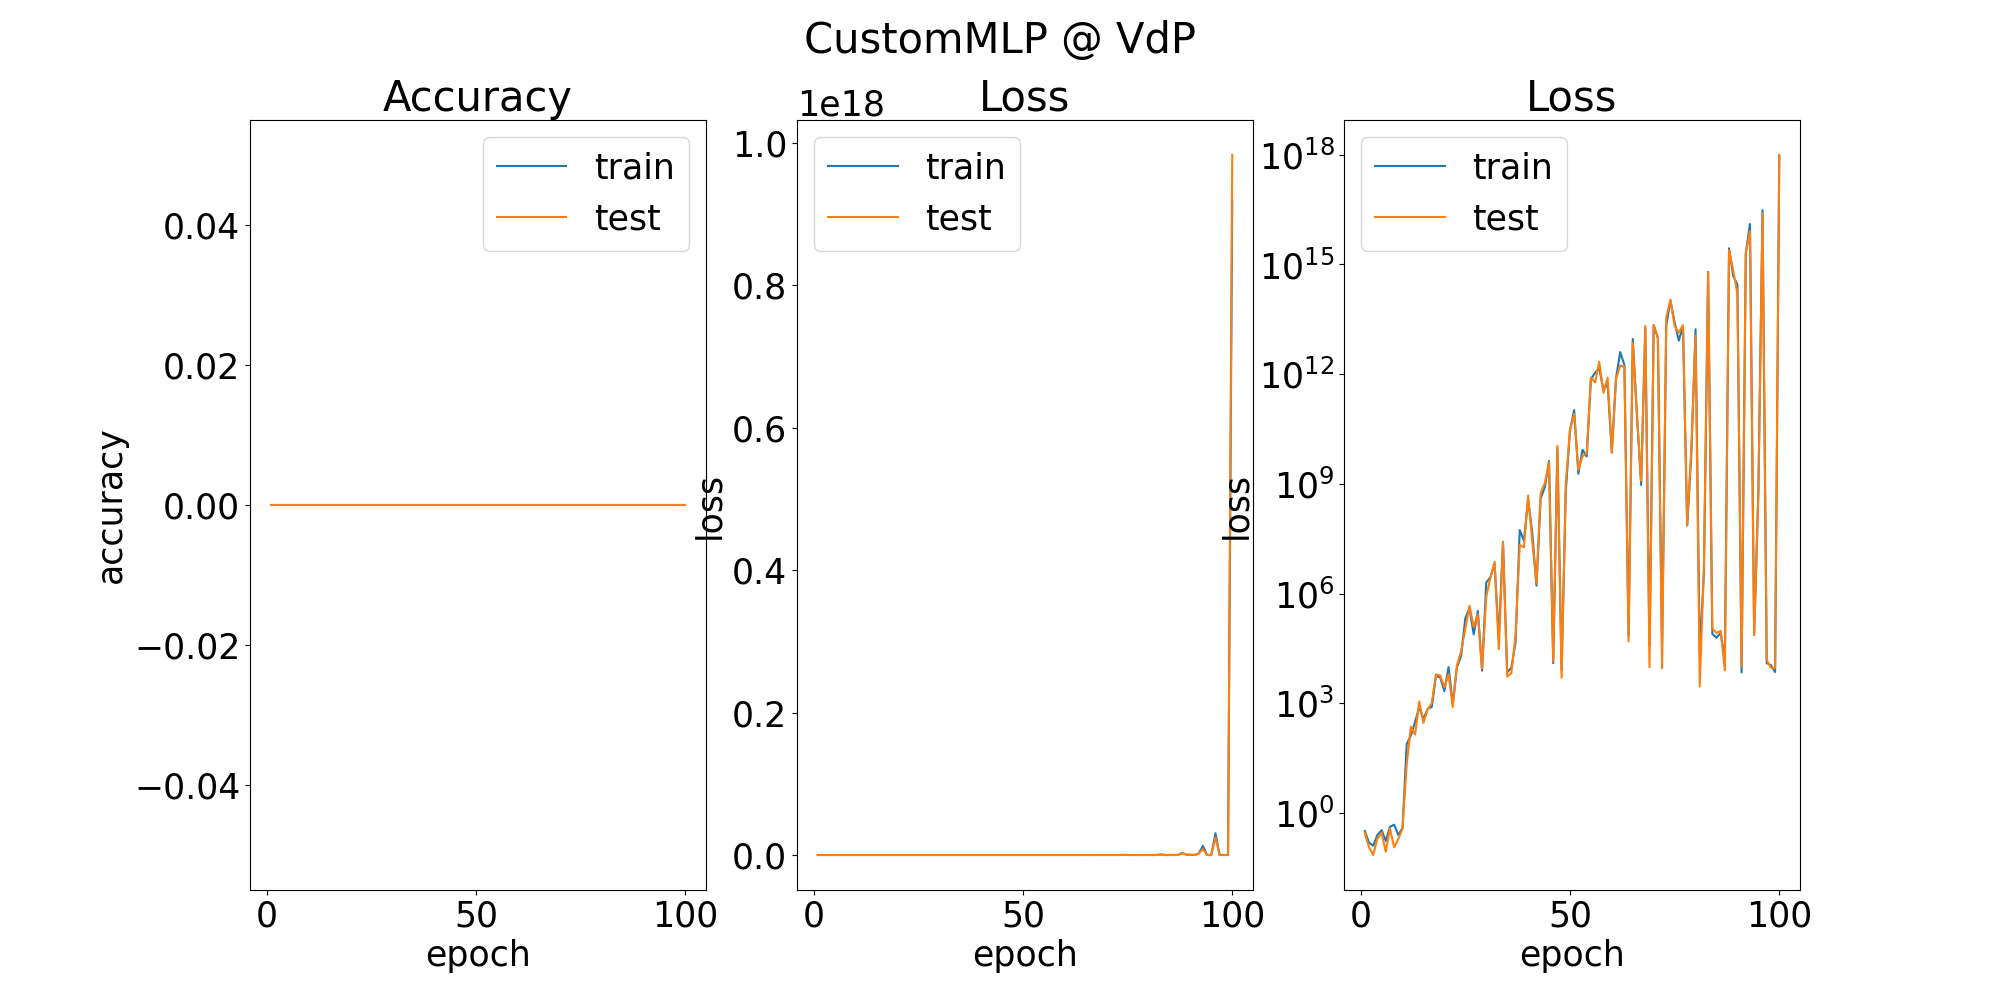 CustomMLP @ VdP
Accuracy
train
test
0.04
0.02
0.00
−0.02
−0.04
accuracy
0 50 100
epoch
Loss
1e18
train
test
1.0
0.8
0.6
0.4
0.2
0.0
loss
0 50 100
epoch
Loss
train
test
10^18
10^15
10^12
10^9
10^6
10^3
10^0
loss
0 50 100
epoch